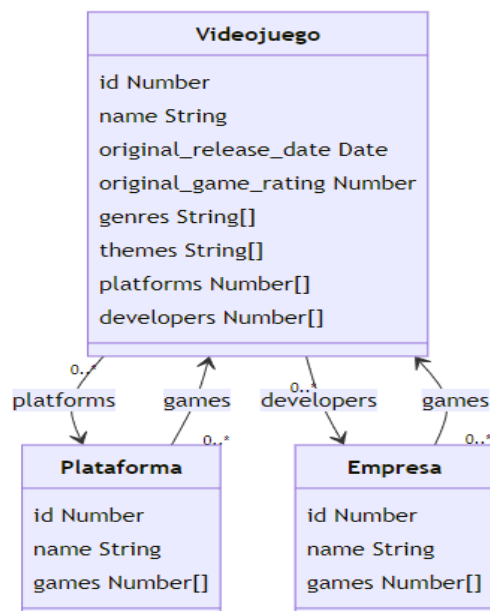 Videojuego
id Number
name String
original_release_date Date
original_game_rating Number
genres String[]
themes String[]
platforms Number[]
developers Number[]
0..*
0..*
platforms
games
developers
games
0..*
0..*
Plataforma
id Number
name String
games Number[]
Empresa
id Number
name String
games Number[]